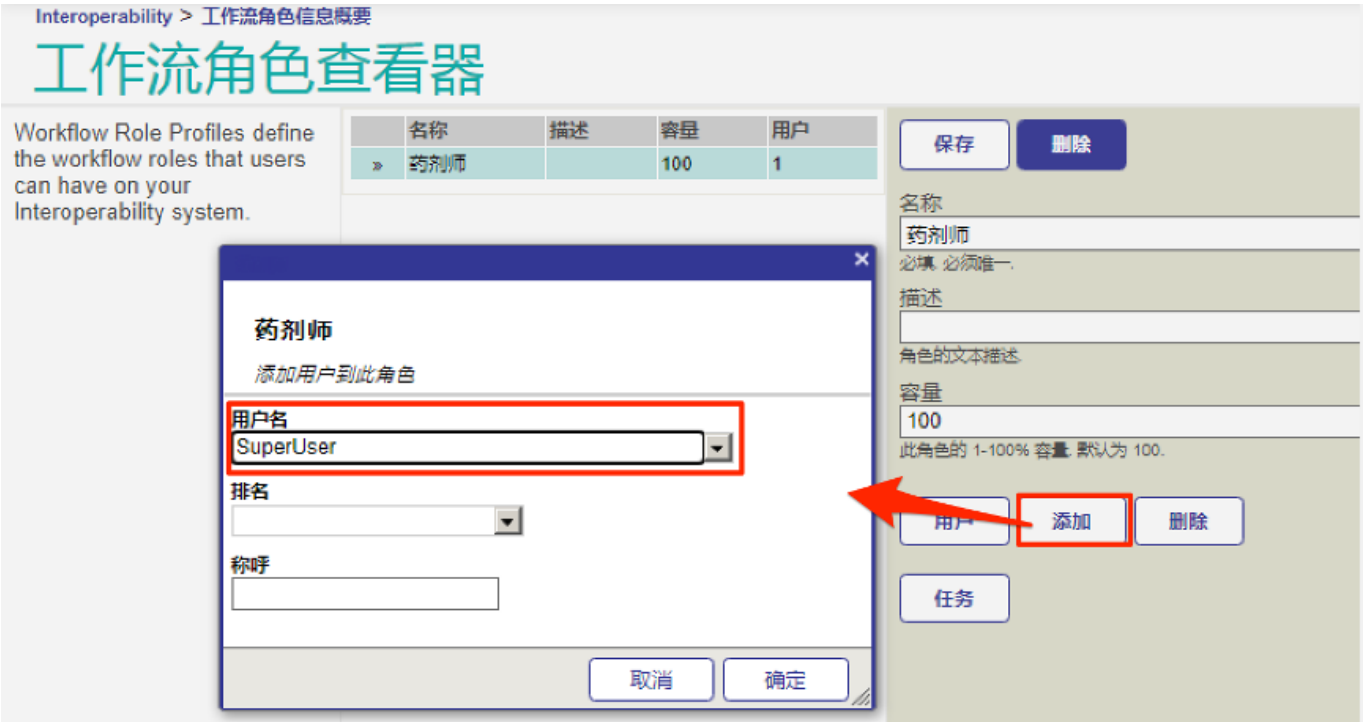 Interoperability > 工作流角色信息概要
工作流角色查看器
Workflow Role Profiles define
the workflow roles that users
can have on your
Interoperability system.
名称 描述 容量 用户
» 药剂师 100 1
保存 删除
名称
药剂师
必填. 必须唯一.
描述
角色的文本描述.
容量
100
此角色的 1-100% 容量. 默认为 100.
用户 添加 删除
任务
×
药剂师
添加用户到此角色
用户名
SuperUser
排名
称呼
取消 确定